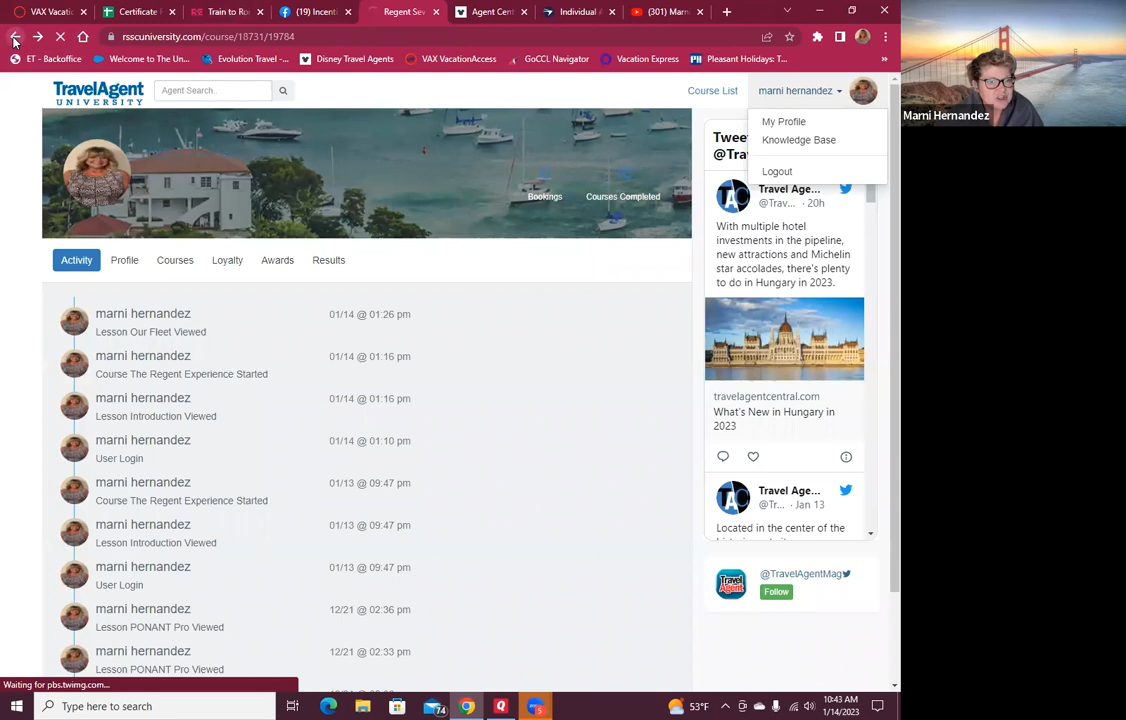 VAX Vacatio
Certificate
Train to Ro
(19) Incenti
Regent Sev
Agent Cent
Individual A
(301) Marn
rsscuniversity.com/course/18731/19784
ET - Backoffice
Welcome to The Un...
Evolution Travel -...
Disney Travel Agents
VAX VacationAccess
GoCCL Navigator
Vacation Express
Pleasant Holidays: T...
TravelAgent
UNIVERSITY
Agent Search..
Course List
marni hernandez
My Profile
Knowledge Base
Logout
Marni Hernandez
Bookings
Courses Completed
Activity
Profile
Courses
Loyalty
Awards
Results
marni hernandez
01/14 @ 01:26 pm
Lesson Our Fleet Viewed
marni hernandez
01/14 @ 01:16 pm
Course The Regent Experience Started
marni hernandez
01/14 @ 01:16 pm
Lesson Introduction Viewed
marni hernandez
01/14 @ 01:10 pm
User Login
marni hernandez
01/13 @ 09:47 pm
Course The Regent Experience Started
marni hernandez
01/13 @ 09:47 pm
Lesson Introduction Viewed
marni hernandez
01/13 @ 09:47 pm
User Login
marni hernandez
12/21 @ 02:36 pm
Lesson PONANT Pro Viewed
marni hernandez
12/21 @ 02:33 pm
Lesson PONANT Pro Viewed
Tweet
@Tra
Travel Age...
@Trav... · 20h
With multiple hotel
investments in the pipeline,
new attractions and Michelin
star accolades, there's plenty
to do in Hungary in 2023.
travelagentcentral.com
What's New in Hungary in
2023
Travel Age...
@Tr... · Jan 13
Located in the center of the
Travel
Agent
@TravelAgentMag
Follow
Waiting for pbs.twimg.com...
Type here to search
74
5
53°F
10:43 AM
1/14/2023